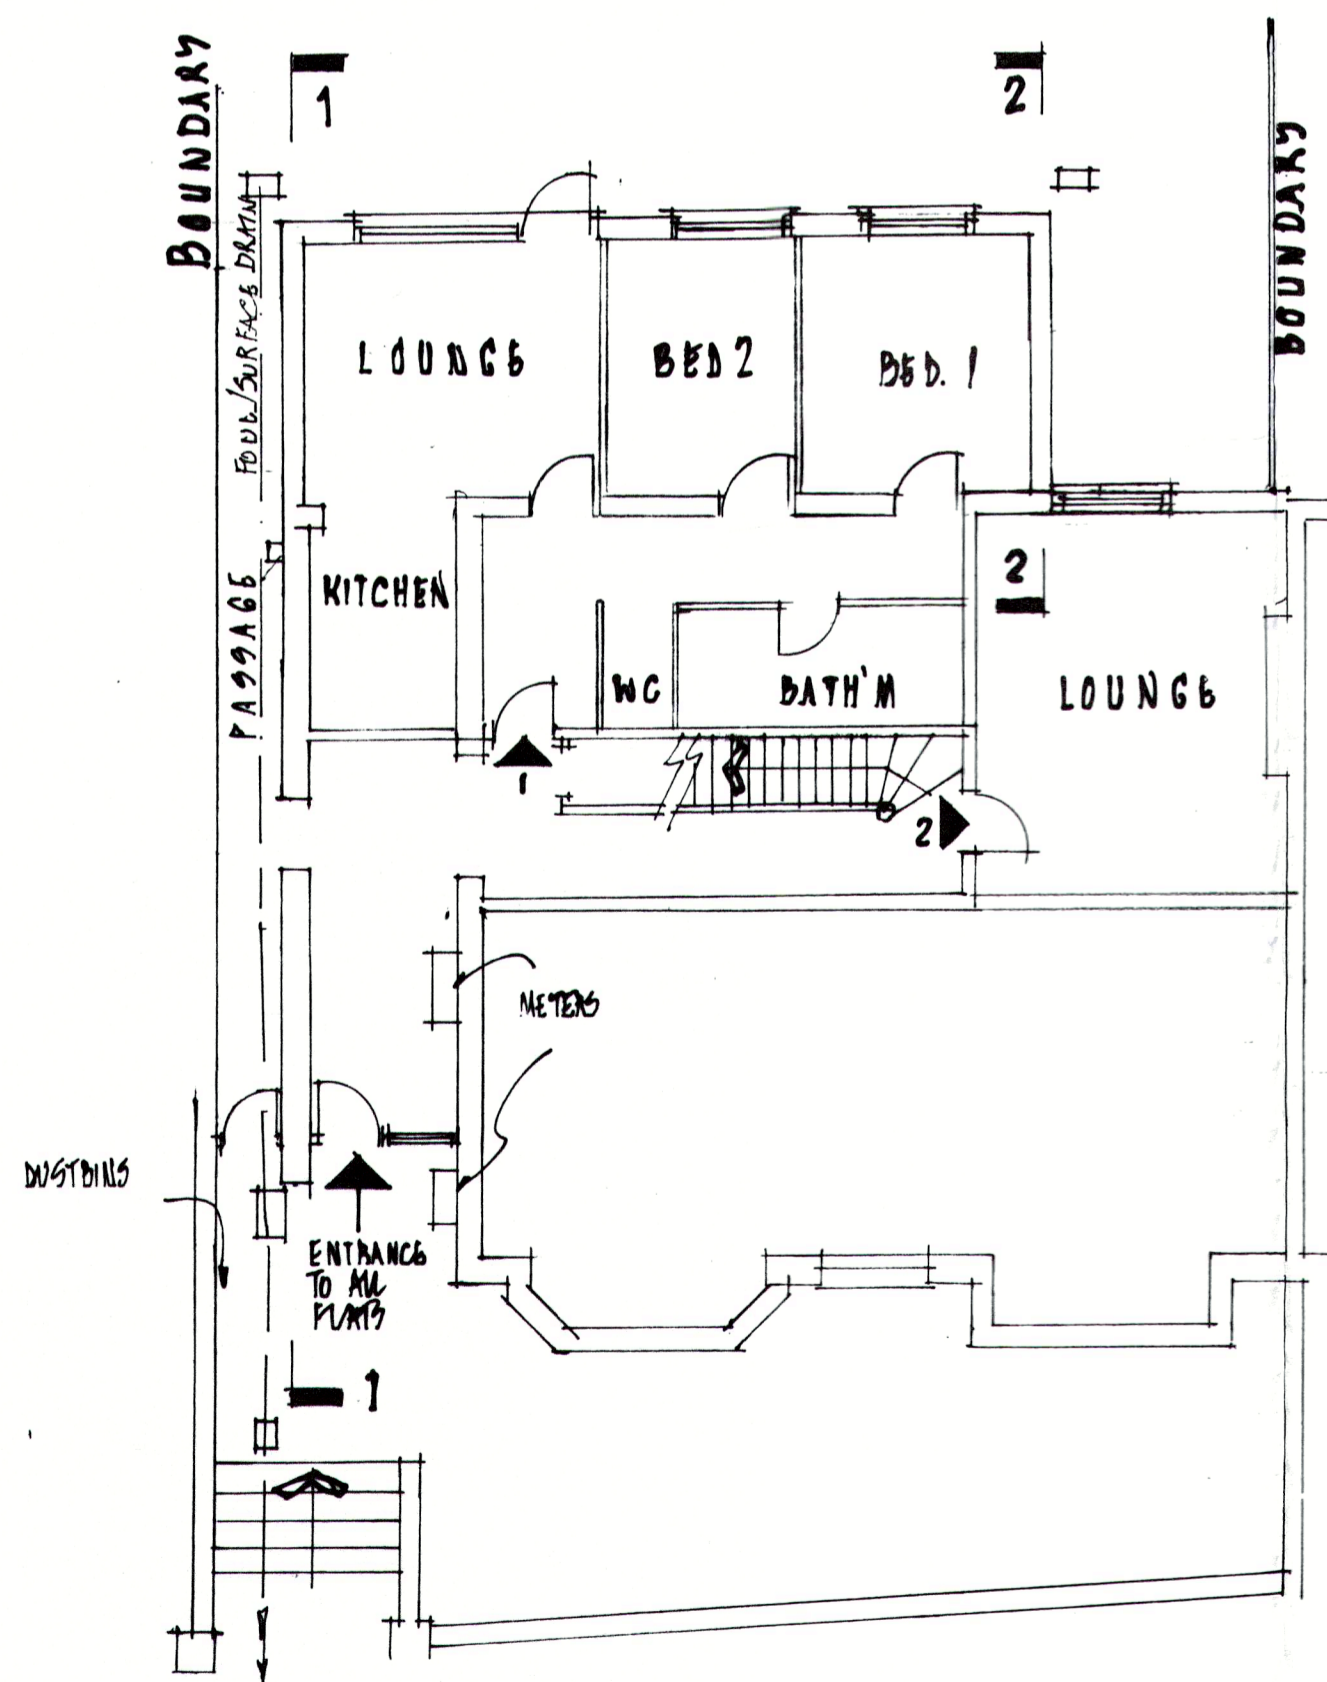 BOUNDARY
1
2
BOUNDARY
FOUL/SURFACE DRAIN
LOUNGE
BED 2
BED. 1
PASSAGE
KITCHEN
2
WC
BATH'M
LOUNGE
1
2
METERS
DUSTBINS
ENTRANCE
TO ALL
FLATS
1